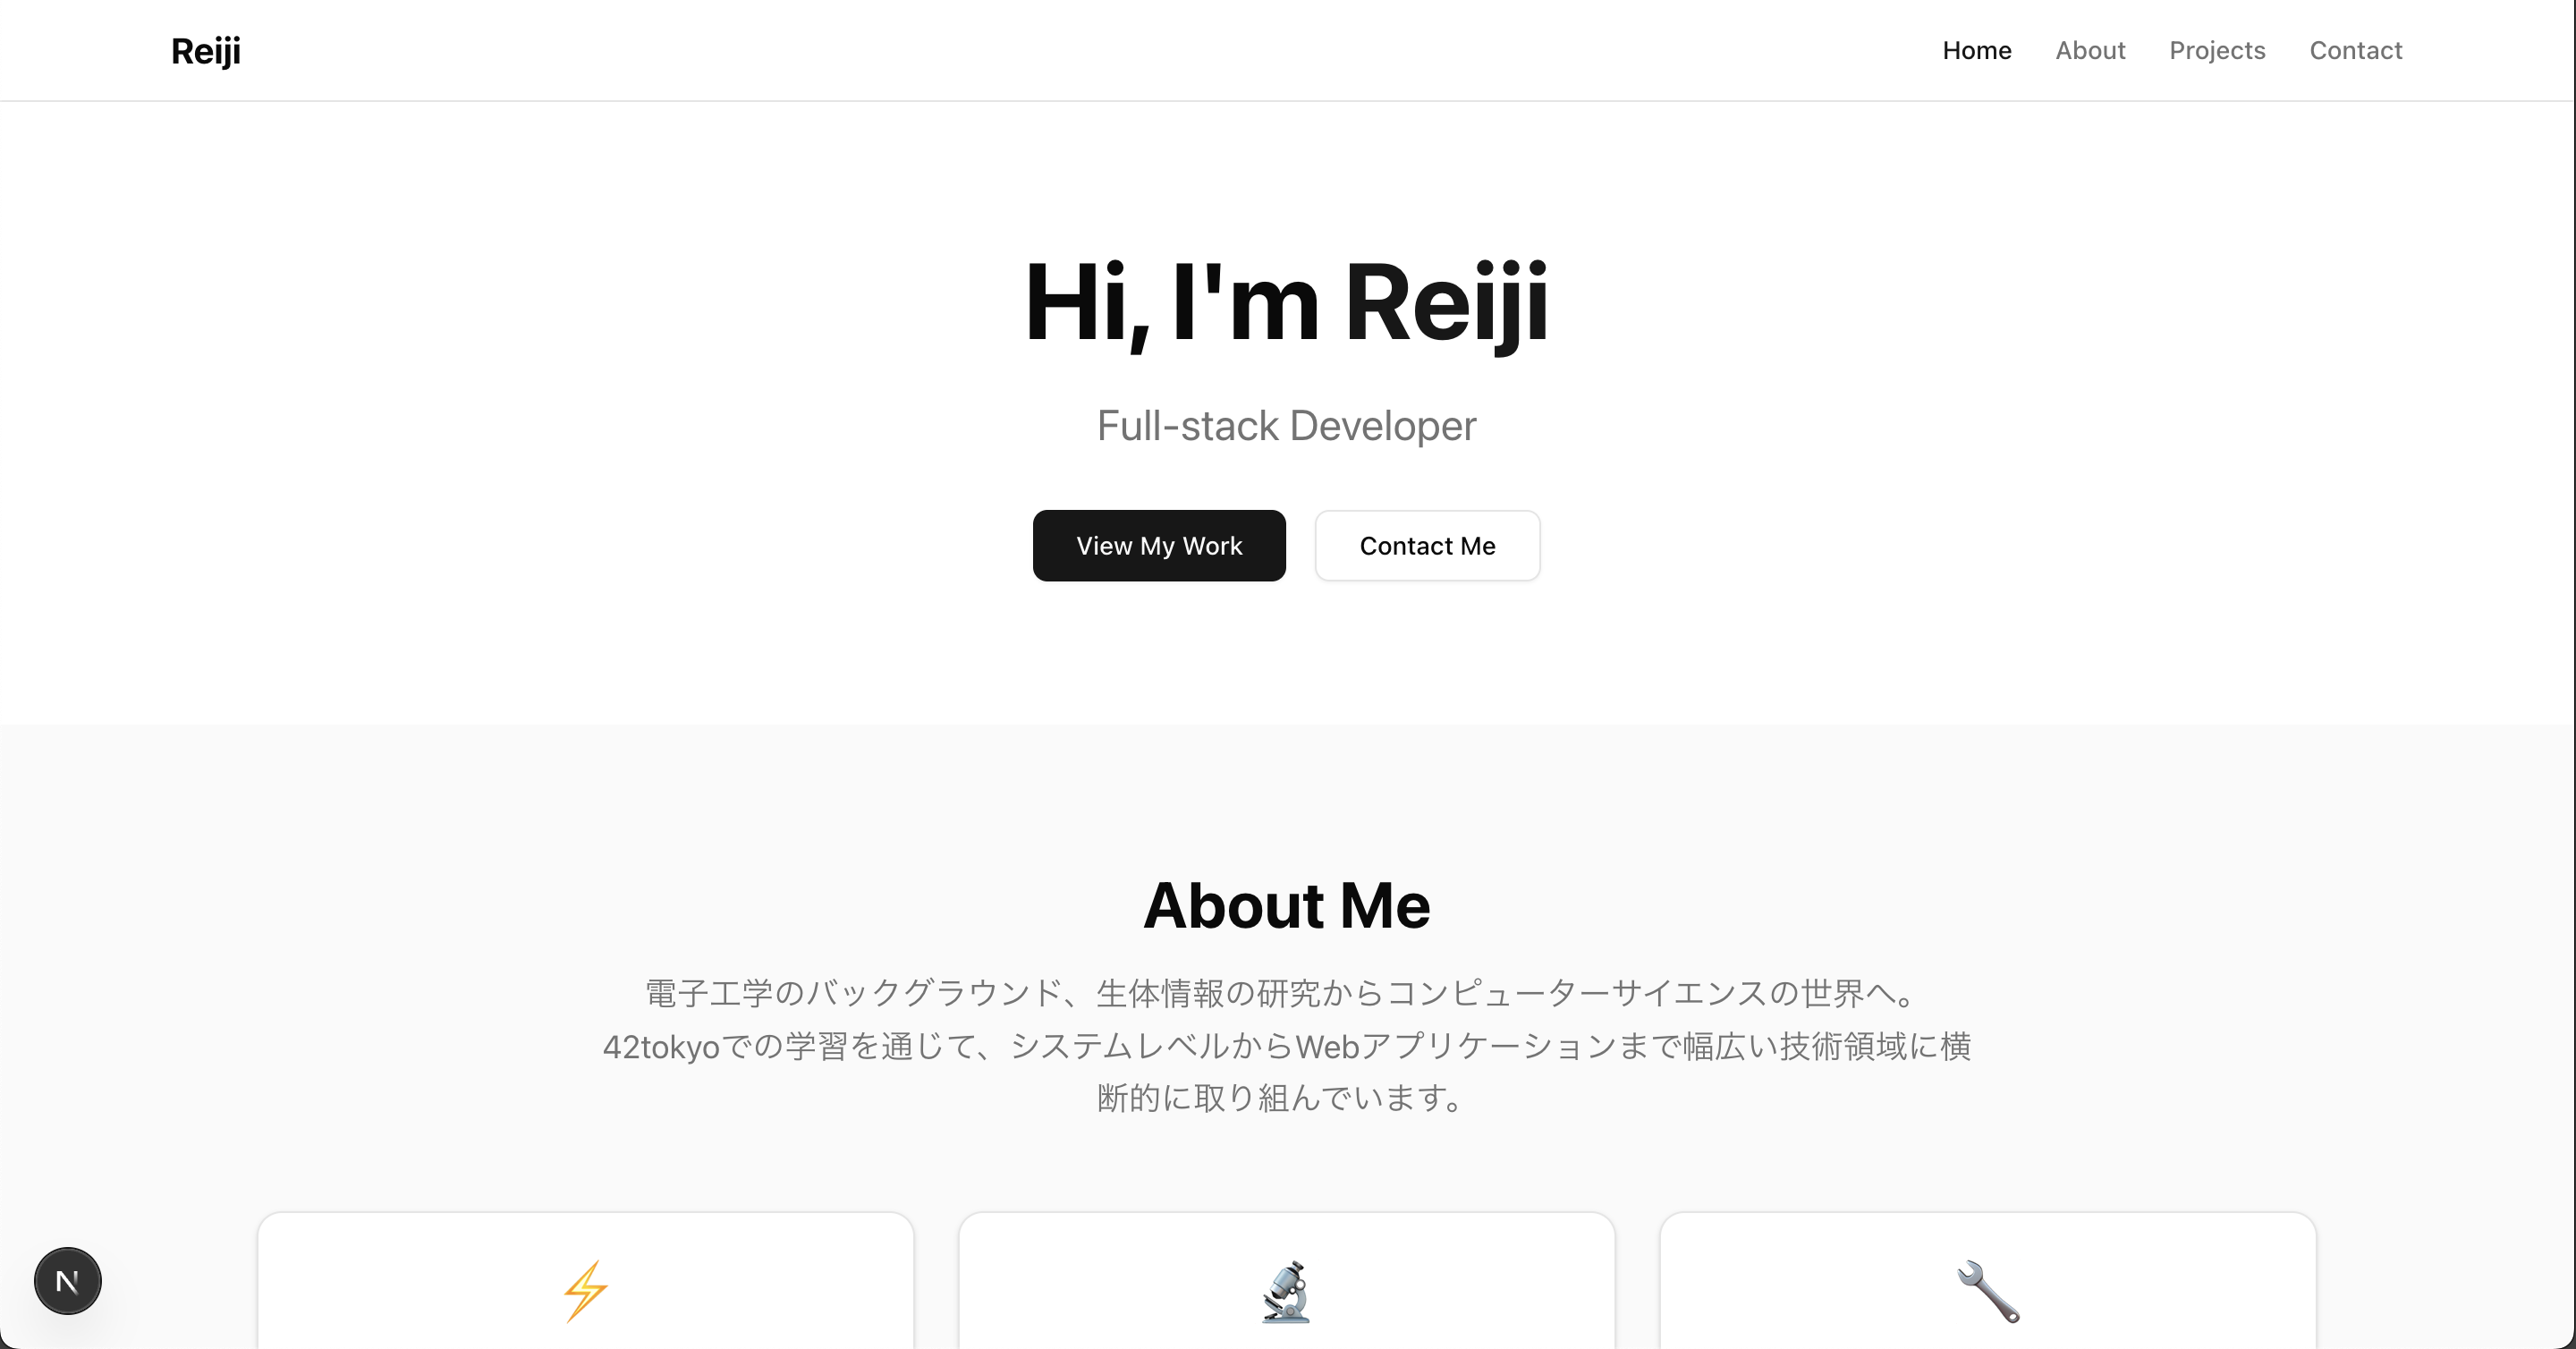 Reiji
Home
About
Projects
Contact
Hi, I'm Reiji
Full-stack Developer
View My Work
Contact Me
About Me
電子工学のバックグラウンド、生体情報の研究からコンピューターサイエンスの世界へ。
42tokyoでの学習を通じて、システムレベルからWebアプリケーションまで幅広い技術領域に横
断的に取り組んでいます。
N